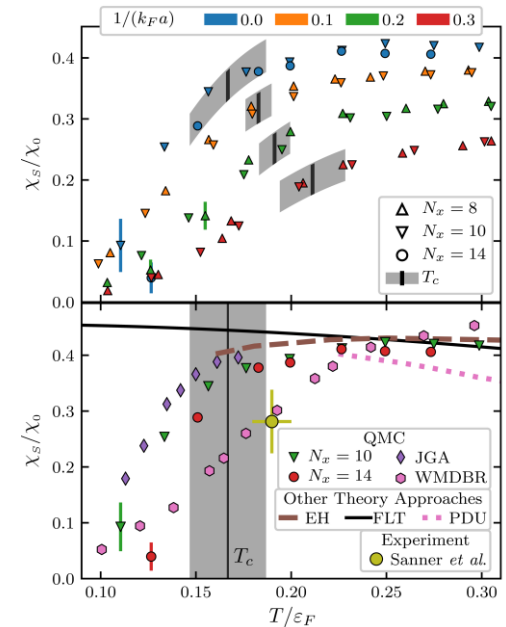 1/(k_F a) 0.0 0.1 0.2 0.3
0.4
0.3
0.2
0.1
0.0
χ_S/χ_0
N_x = 8
N_x = 10
N_x = 14
T_c
0.4
0.3
0.2
0.1
0.0
χ_S/χ_0
T_c
QMC
N_x = 10 JGA
N_x = 14 WMDBR
Other Theory Approaches
EH FLT PDU
Experiment
Sanner et al.
0.10 0.15 0.20 0.25 0.30
T/ε_F